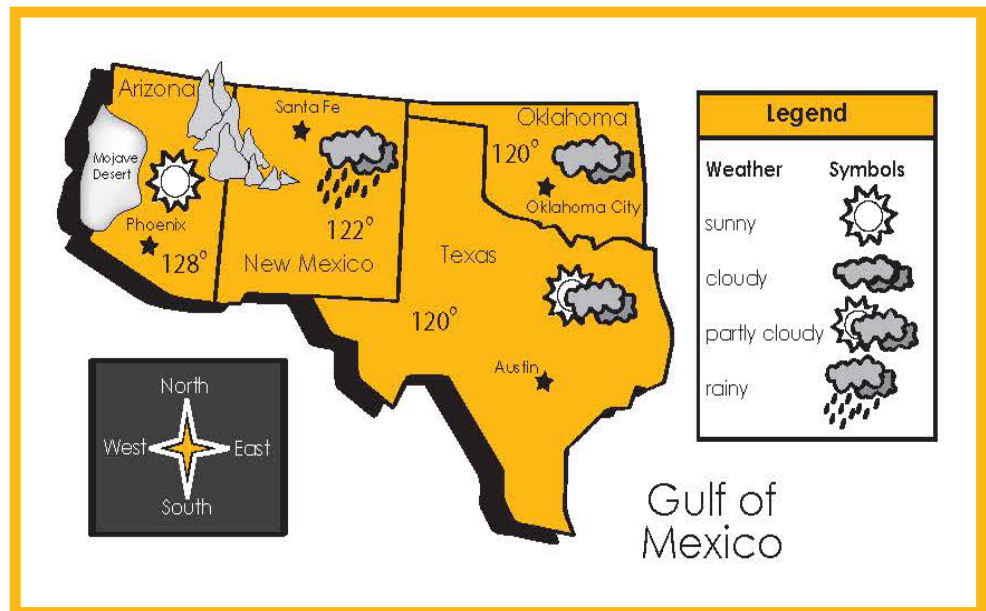 Arizona
Santa Fe
Oklahoma
120°
Mojave
Desert
Oklahoma City
Phoenix
122°
128°
New Mexico
Texas
120°
Austin
Legend
Weather Symbols
sunny
cloudy
partly cloudy
rainy
North
West East
South
Gulf of
Mexico